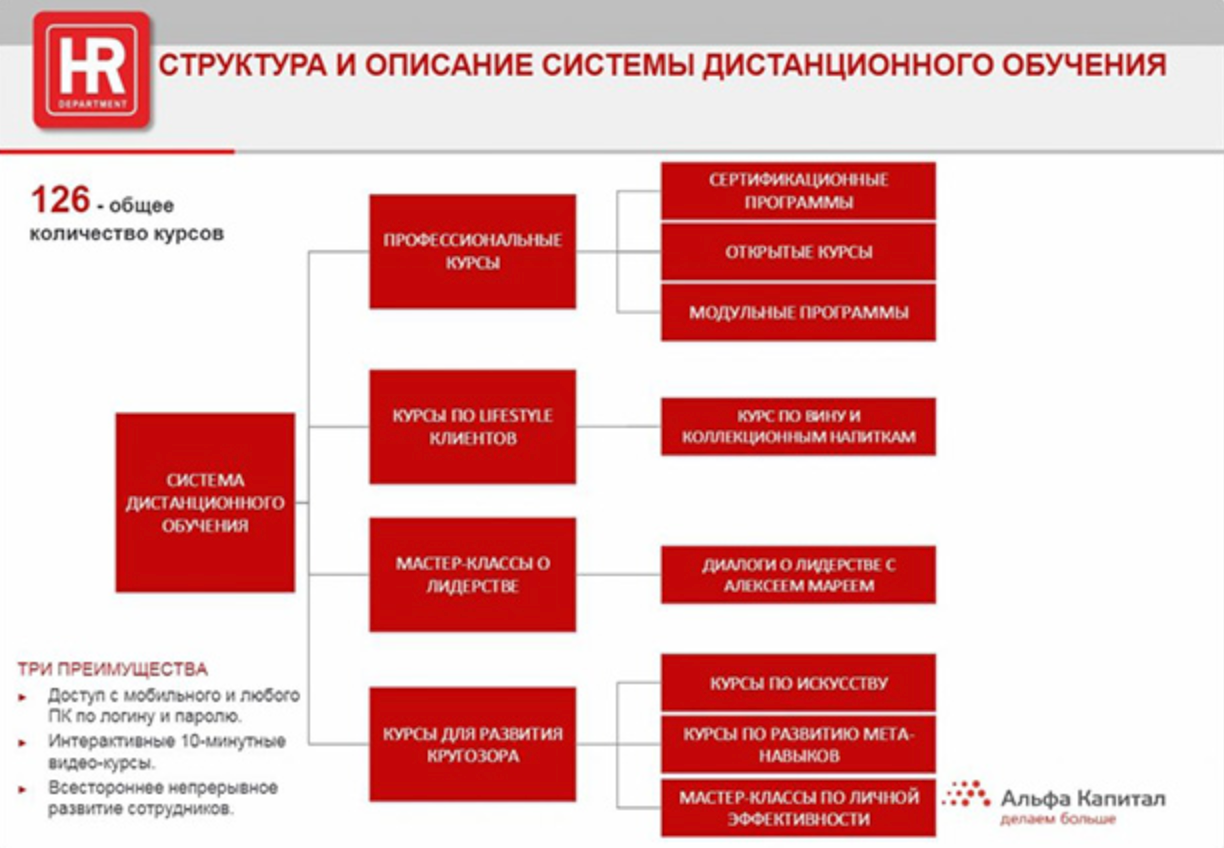 HR
DEPARTMENT
СТРУКТУРА И ОПИСАНИЕ СИСТЕМЫ ДИСТАНЦИОННОГО ОБУЧЕНИЯ
126 - общее
количество курсов
СИСТЕМА
ДИСТАНЦИОННОГО
ОБУЧЕНИЯ
ПРОФЕССИОНАЛЬНЫЕ
КУРСЫ
СЕРТИФИКАЦИОННЫЕ
ПРОГРАММЫ
ОТКРЫТЫЕ КУРСЫ
МОДУЛЬНЫЕ ПРОГРАММЫ
КУРСЫ ПО LIFESTYLE
КЛИЕНТОВ
КУРС ПО ВИНУ И
КОЛЛЕКЦИОННЫМ НАПИТКАМ
МАСТЕР-КЛАССЫ О
ЛИДЕРСТВЕ
ДИАЛОГИ О ЛИДЕРСТВЕ С
АЛЕКСЕЕМ МАРЕЕМ
КУРСЫ ДЛЯ РАЗВИТИЯ
КРУГОЗОРА
КУРСЫ ПО ИСКУССТВУ
КУРСЫ ПО РАЗВИТИЮ МЕТА-
НАВЫКОВ
МАСТЕР-КЛАССЫ ПО ЛИЧНОЙ
ЭФФЕКТИВНОСТИ
ТРИ ПРЕИМУЩЕСТВА
Доступ с мобильного и любого
ПК по логину и паролю.
Интерактивные 10-минутные
видео-курсы.
Всестороннее непрерывное
развитие сотрудников.
Альфа Капитал
делаем больше